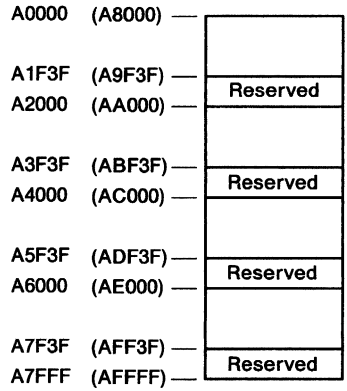 A0000 (A8000)
A1F3F (A9F3F)
Reserved
A2000 (AA000)
A3F3F (ABF3F)
Reserved
A4000 (AC000)
A5F3F (ADF3F)
Reserved
A6000 (AE000)
A7F3F (AFF3F)
Reserved
A7FFF (AFFFF)